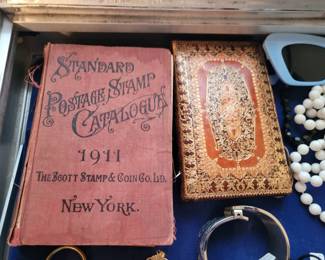 STANDARD
POSTAGE STAMP
CATALOGUE
1911
THE SCOTT STAMP & COIN CO. LTD.
NEW YORK.